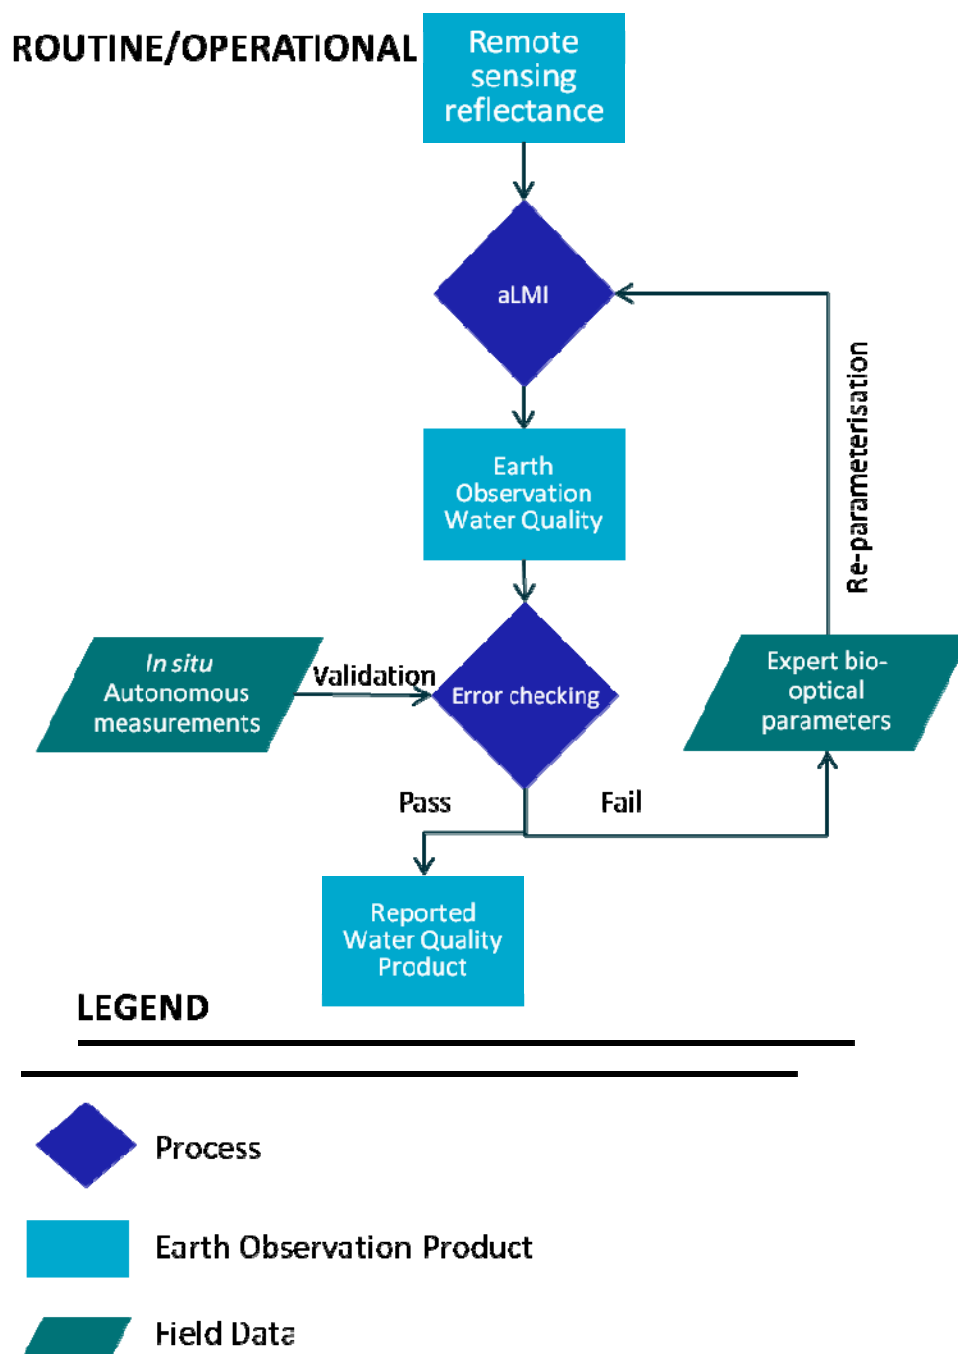 ROUTINE/OPERATIONAL
Remote
sensing
reflectance
aLMI
Earth
Observation
Water Quality
Re-parameterisation
In situ
Autonomous
measurements
Validation
Error checking
Expert bio-
optical
parameters
Pass
Fail
Reported
Water Quality
Product
LEGEND
Process
Earth Observation Product
Field Data